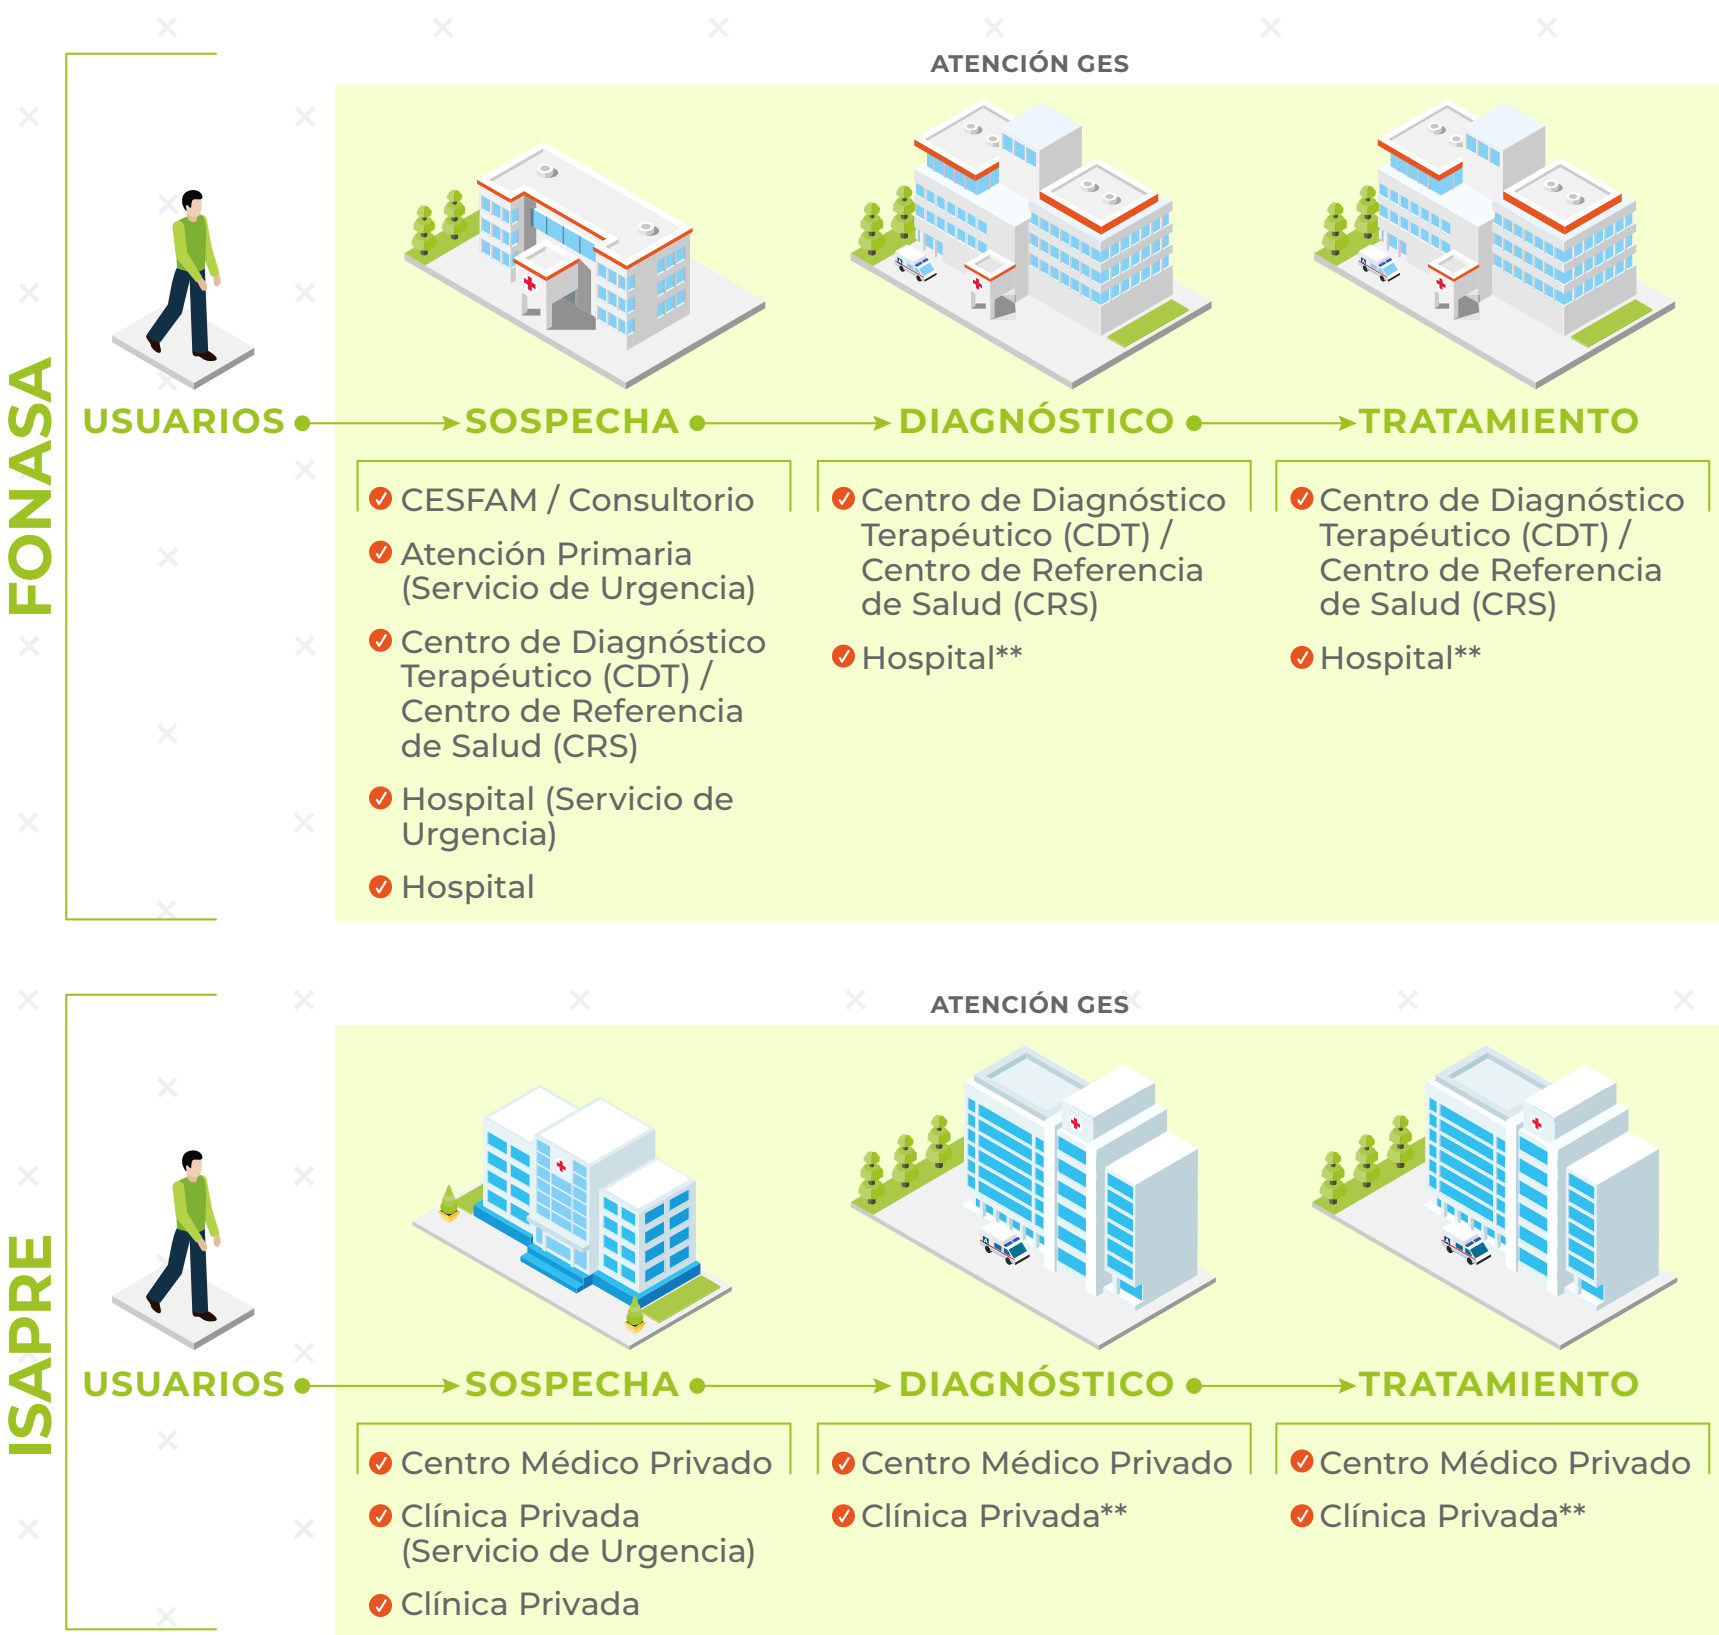 ATENCIÓN GES
FONASA
USUARIOS
SOSPECHA
DIAGNÓSTICO
TRATAMIENTO
CESFAM / Consultorio
Atención Primaria
(Servicio de Urgencia)
Centro de Diagnóstico
Terapéutico (CDT) /
Centro de Referencia
de Salud (CRS)
Hospital (Servicio de
Urgencia)
Hospital
Centro de Diagnóstico
Terapéutico (CDT) /
Centro de Referencia
de Salud (CRS)
Hospital**
Centro de Diagnóstico
Terapéutico (CDT) /
Centro de Referencia
de Salud (CRS)
Hospital**
ATENCIÓN GES
ISAPRE
USUARIOS
SOSPECHA
DIAGNÓSTICO
TRATAMIENTO
Centro Médico Privado
Clínica Privada
(Servicio de Urgencia)
Clínica Privada
Centro Médico Privado
Clínica Privada**
Centro Médico Privado
Clínica Privada**